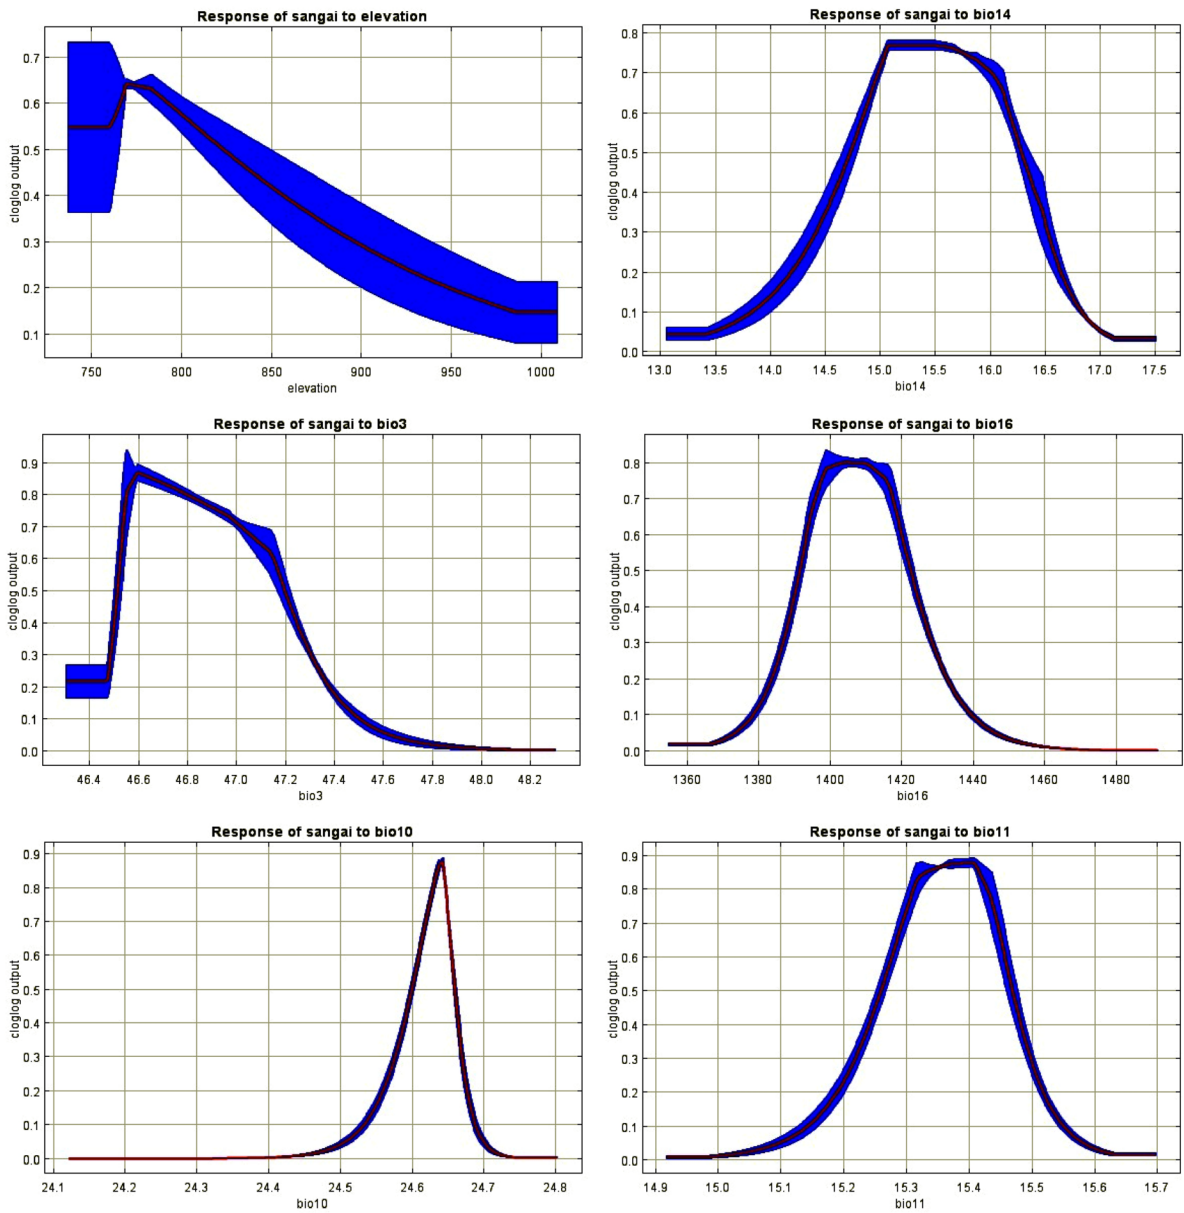 Response of sangai to elevation
cloglog output
0.7
0.6
0.5
0.4
0.3
0.2
0.1
750 800 850 900 950 1000
elevation
Response of sangai to bio14
cloglog output
0.8
0.7
0.6
0.5
0.4
0.3
0.2
0.1
0.0
13.0 13.5 14.0 14.5 15.0 15.5 16.0 16.5 17.0 17.5
bio14
Response of sangai to bio3
cloglog output
0.9
0.8
0.7
0.6
0.5
0.4
0.3
0.2
0.1
0.0
46.4 46.6 46.8 47.0 47.2 47.4 47.6 47.8 48.0 48.2
bio3
Response of sangai to bio16
cloglog output
0.8
0.7
0.6
0.5
0.4
0.3
0.2
0.1
0.0
1360 1380 1400 1420 1440 1460 1480
bio16
Response of sangai to bio10
cloglog output
0.9
0.8
0.7
0.6
0.5
0.4
0.3
0.2
0.1
0.0
24.1 24.2 24.3 24.4 24.5 24.6 24.7 24.8
bio10
Response of sangai to bio11
cloglog output
0.9
0.8
0.7
0.6
0.5
0.4
0.3
0.2
0.1
0.0
14.9 15.0 15.1 15.2 15.3 15.4 15.5 15.6 15.7
bio11